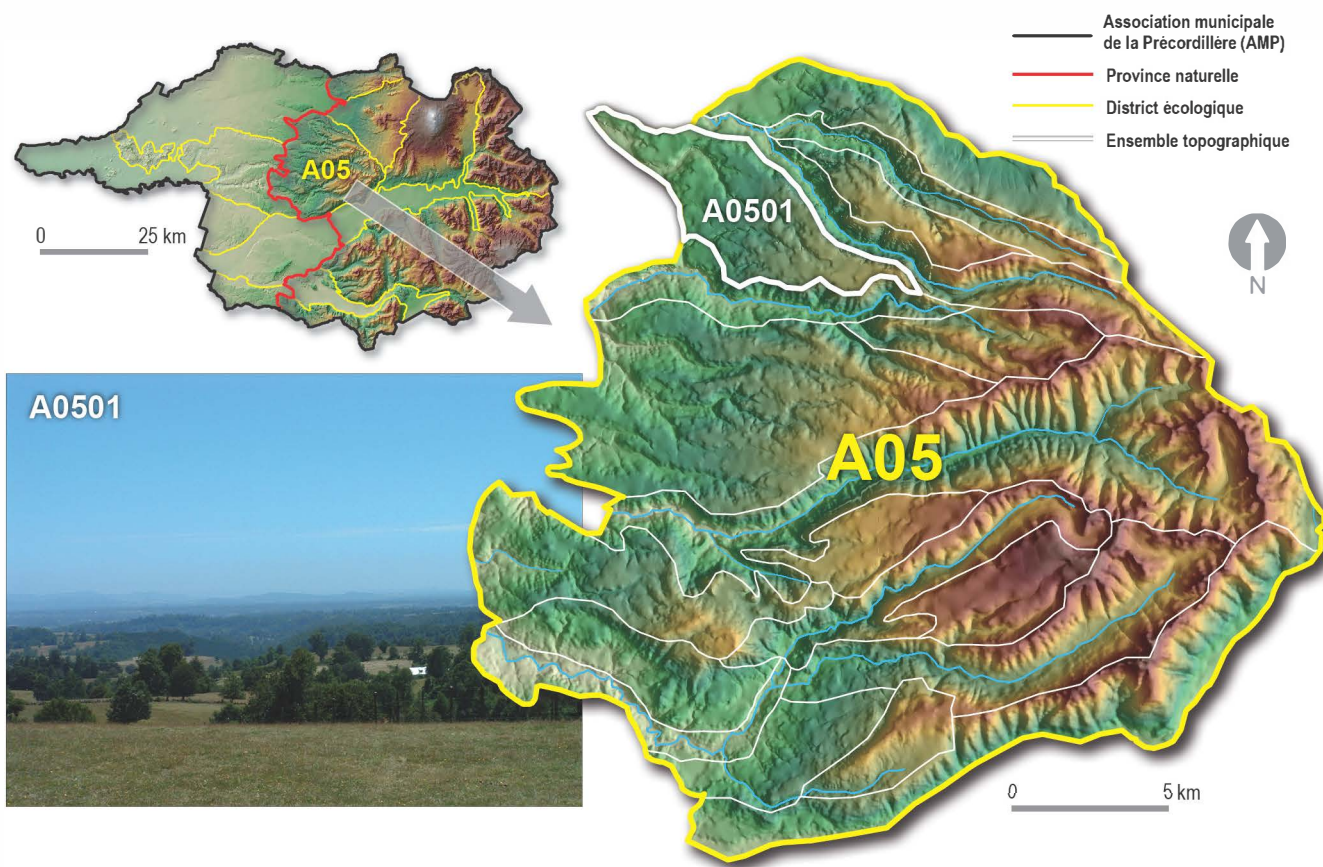 Association municipale
de la Précordillère (AMP)
Province naturelle
District écologique
Ensemble topographique
A05
0 25 km
A0501
N
A0501
A05
0 5 km